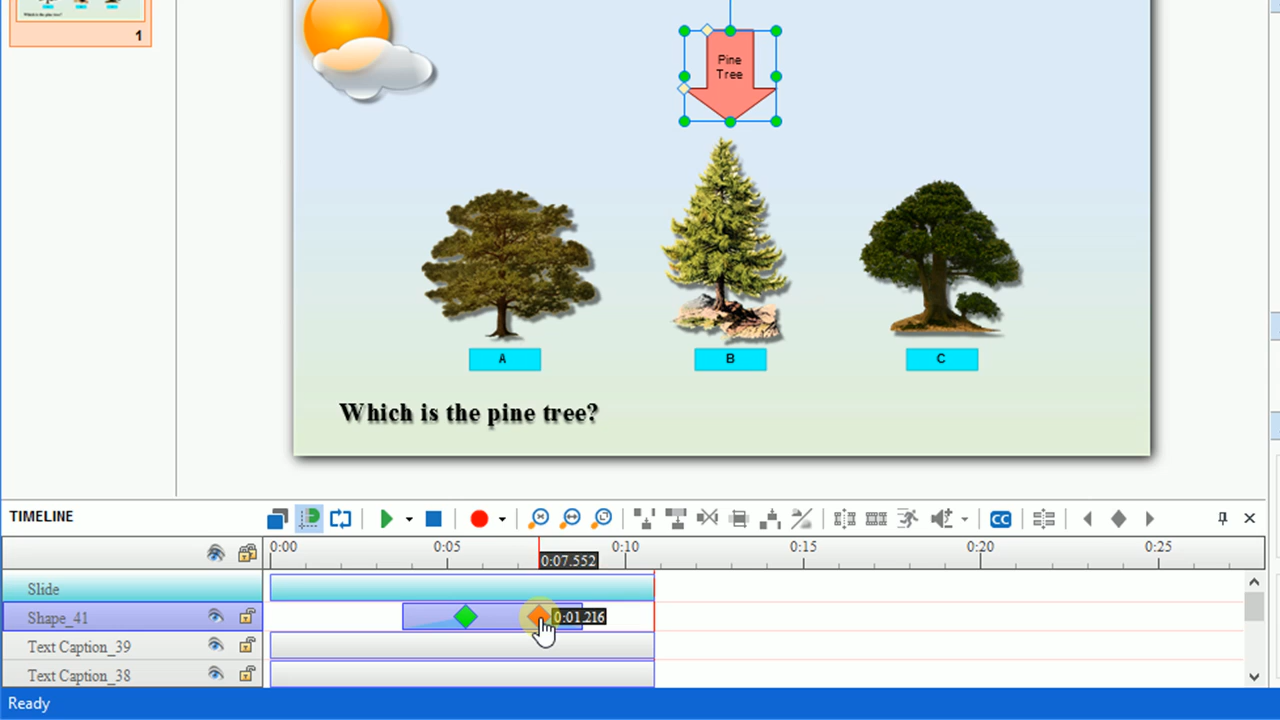 1
Pine
Tree
A
B
C
Which is the pine tree?
TIMELINE
CC
0:00
0:05
0:10
0:15
0:20
0:25
0:07.552
Slide
Shape_41
0:01.216
Text Caption_39
Text Caption_38
Ready